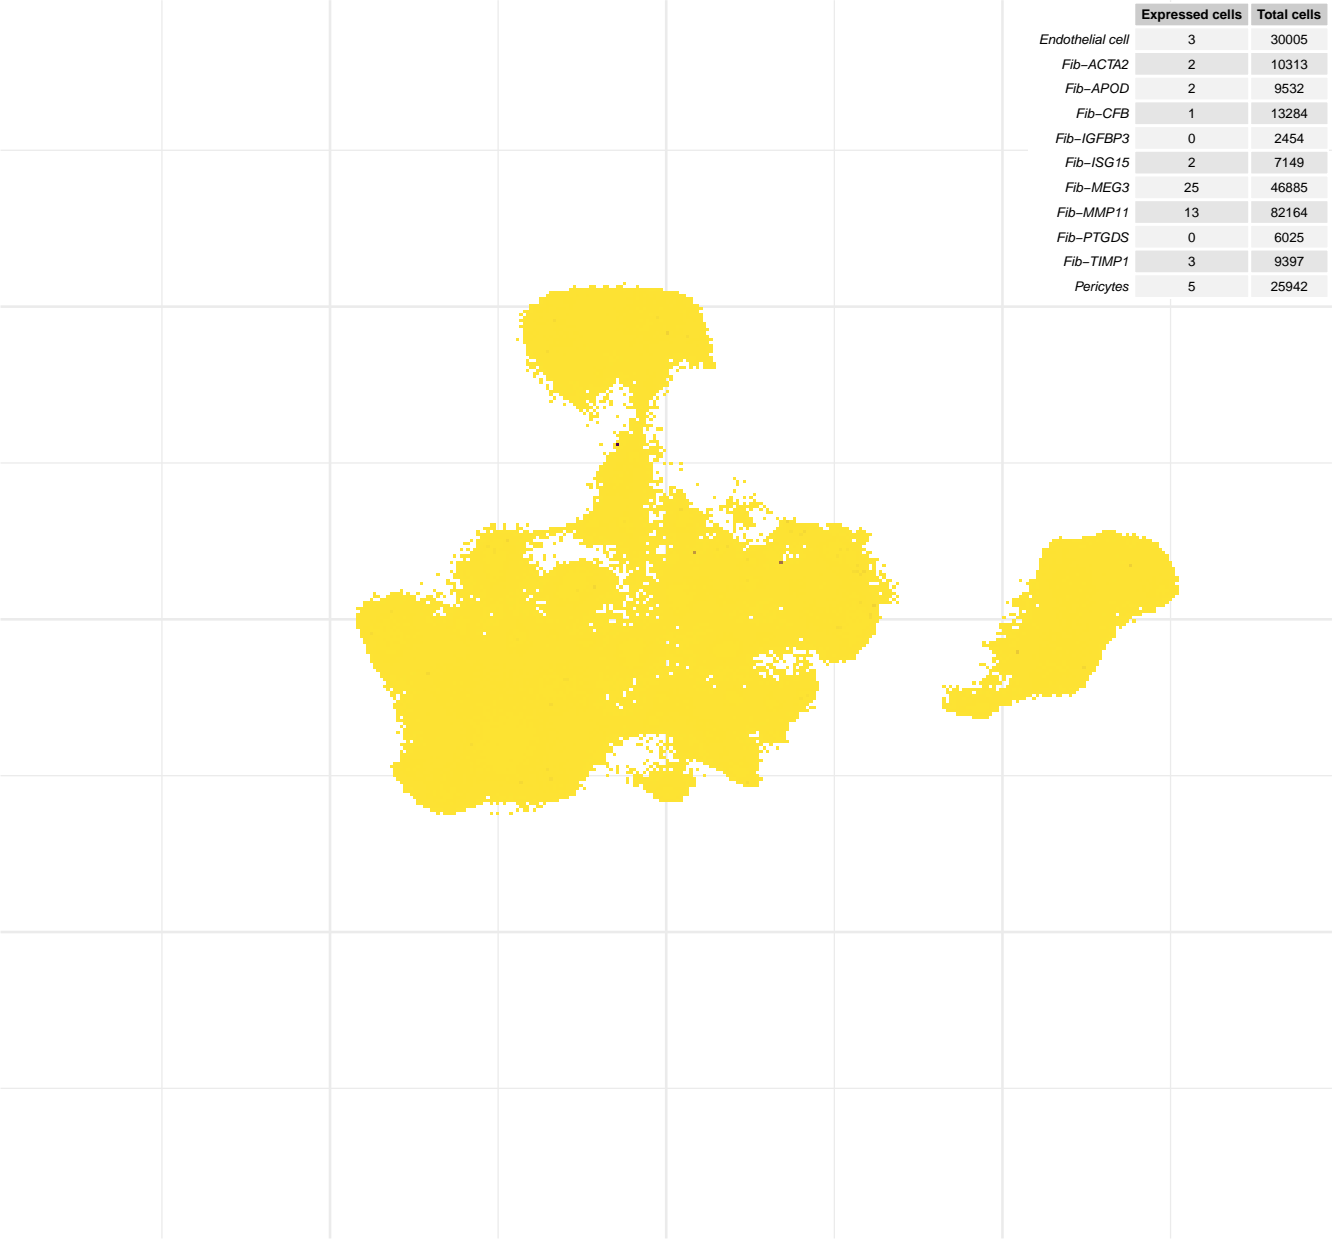 Expressed cells Total cells
Endothelial cell 3 30005
Fib−ACTA2 2 10313
Fib−APOD 2 9532
Fib−CFB 1 13284
Fib−IGFBP3 0 2454
Fib−ISG15 2 7149
Fib−MEG3 25 46885
Fib−MMP11 13 82164
Fib−PTGDS 0 6025
Fib−TIMP1 3 9397
Pericytes 5 25942